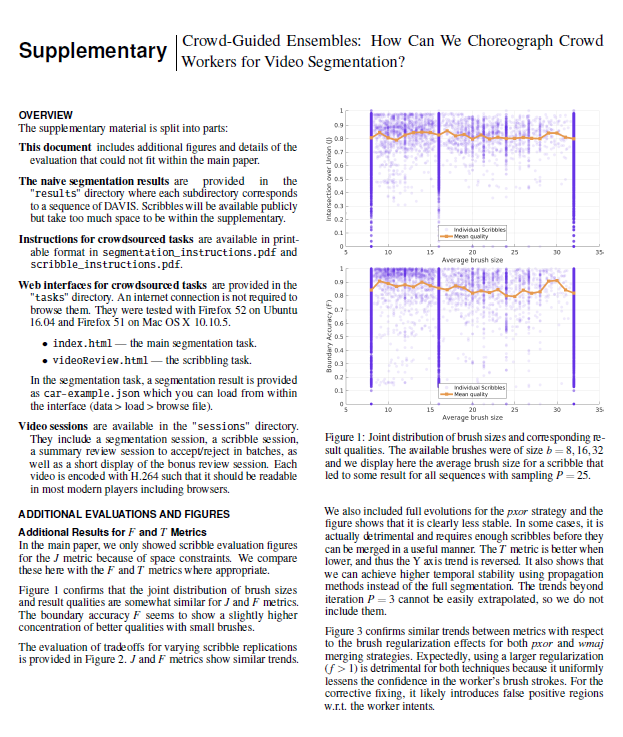 Supplementary
Crowd-Guided Ensembles: How Can We Choreograph Crowd
Workers for Video Segmentation?
OVERVIEW
The supplementary material is split into parts:
This document includes additional figures and details of the
evaluation that could not fit within the main paper.
The naive segmentation results are provided in the
"results" directory where each subdirectory corresponds
to a sequence of DAVIS. Scribbles will be available publicly
but take too much space to be within the supplementary.
Instructions for crowdsourced tasks are available in print-
able format in segmentation_instructions.pdf and
scribble_instructions.pdf.
Web interfaces for crowdsourced tasks are provided in the
"tasks" directory. An internet connection is not required to
browse them. They were tested with Firefox 52 on Ubuntu
16.04 and Firefox 51 on Mac OS X 10.10.5.
• index.html — the main segmentation task.
• videoReview.html — the scribbling task.
In the segmentation task, a segmentation result is provided
as car-example.json which you can load from within
the interface (data > load > browse file).
Video sessions are available in the "sessions" directory.
They include a segmentation session, a scribble session,
a summary review session to accept/reject in batches, as
well as a short display of the bonus review session. Each
video is encoded with H.264 such that it should be readable
in most modern players including browsers.
ADDITIONAL EVALUATIONS AND FIGURES
Additional Results for F and T Metrics
In the main paper, we only showed scribble evaluation figures
for the J metric because of space constraints. We compare
these here with the F and T metrics where appropriate.
Figure 1 confirms that the joint distribution of brush sizes
and result qualities are somewhat similar for J and F metrics.
The boundary accuracy F seems to show a slightly higher
concentration of better qualities with small brushes.
The evaluation of tradeoffs for varying scribble replications
is provided in Figure 2. J and F metrics show similar trends.
Intersection over Union (J)
1
0.9
0.8
0.7
0.6
0.5
0.4
0.3
0.2
0.1
0
Individual Scribbles
Mean quality
5 10 15 20 25 30 35
Average brush size
Boundary Accuracy (F)
1
0.9
0.8
0.7
0.6
0.5
0.4
0.3
0.2
0.1
0
Individual Scribbles
Mean quality
5 10 15 20 25 30 35
Average brush size
Figure 1: Joint distribution of brush sizes and corresponding re-
sult qualities. The available brushes were of size b = 8,16,32
and we display here the average brush size for a scribble that
led to some result for all sequences with sampling P = 25.
We also included full evolutions for the pxor strategy and the
figure shows that it is clearly less stable. In some cases, it is
actually detrimental and requires enough scribbles before they
can be merged in a useful manner. The T metric is better when
lower, and thus the Y axis trend is reversed. It also shows that
we can achieve higher temporal stability using propagation
methods instead of the full segmentation. The trends beyond
iteration P = 3 cannot be easily extrapolated, so we do not
include them.
Figure 3 confirms similar trends between metrics with respect
to the brush regularization effects for both pxor and wmaj
merging strategies. Expectedly, using a larger regularization
(f > 1) is detrimental for both techniques because it uniformly
lessens the confidence in the worker's brush strokes. For the
corrective fixing, it likely introduces false positive regions
w.r.t. the worker intents.